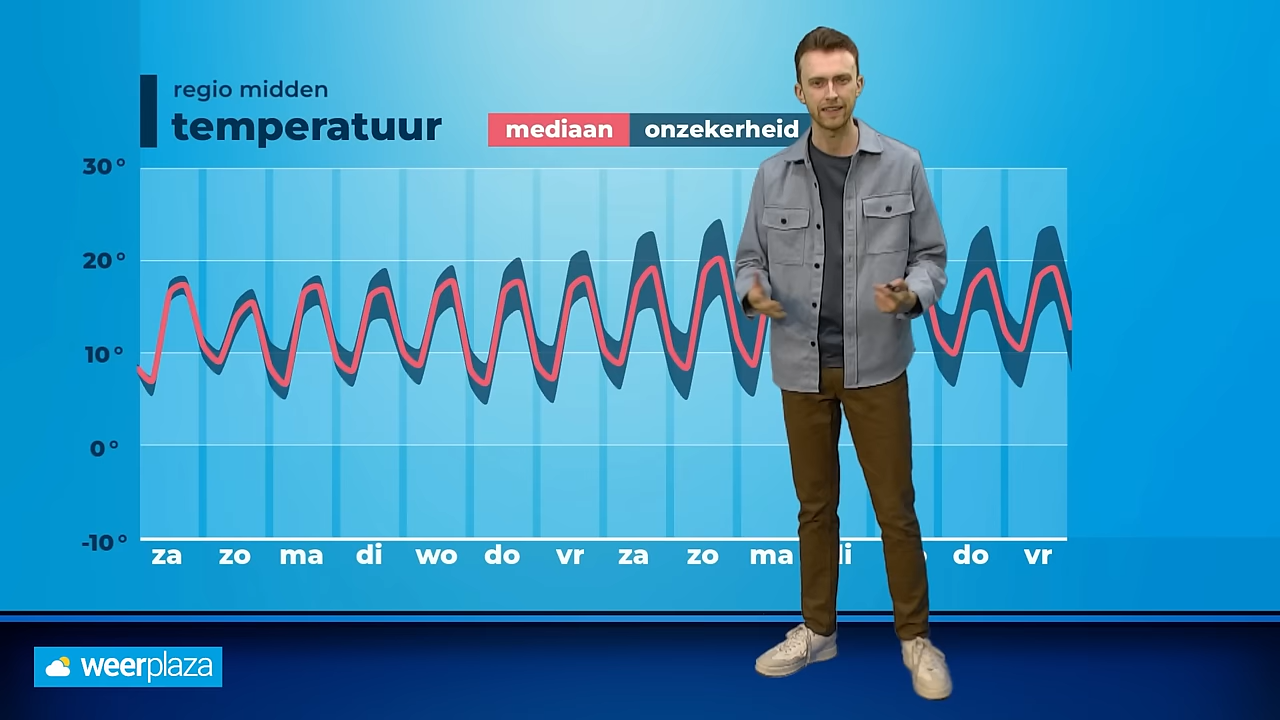 regio midden
temperatuur
mediaan onzekerheid
30°
20°
10°
0°
-10°
za zo ma di wo do vr za zo ma do vr
weerplaza